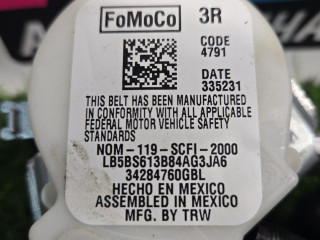 FoMoCo 3R
CODE
4791
DATE
335231
THIS BELT HAS BEEN MANUFACTURED
IN CONFORMITY WITH ALL APPLICABLE
FEDERAL MOTOR VEHICLE SAFETY
STANDARDS
NOM-119-SCFI-2000
LB5BS613B84AG3JA6
34284760GBL
HECHO EN MEXICO
ASSEMBLED IN MEXICO
MFG BY TRW